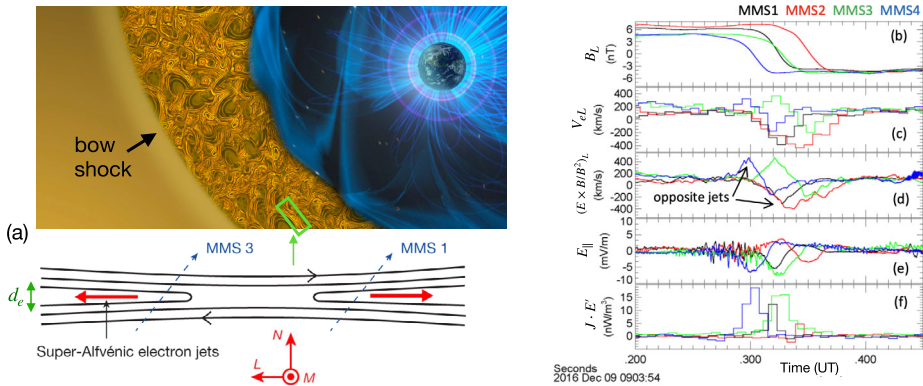 bow
shock
(a)
MMS 3
MMS 1
d_e
Super-Alfvénic electron jets
N
L
M
MMS1 MMS2 MMS3 MMS4
B_L
(nT)
6
3
0
-3
-6
(b)
V_eL
(km/s)
400
200
0
-200
-400
(c)
(E × B/B²)_L
(km/s)
400
200
0
-200
-400
opposite jets
(d)
E_||
(mV/m)
10
5
0
-5
-10
(e)
J · E′
(nW/m³)
15
10
5
0
(f)
.200 .300 Time (UT) .400
Seconds
2016 Dec 09 0903:54